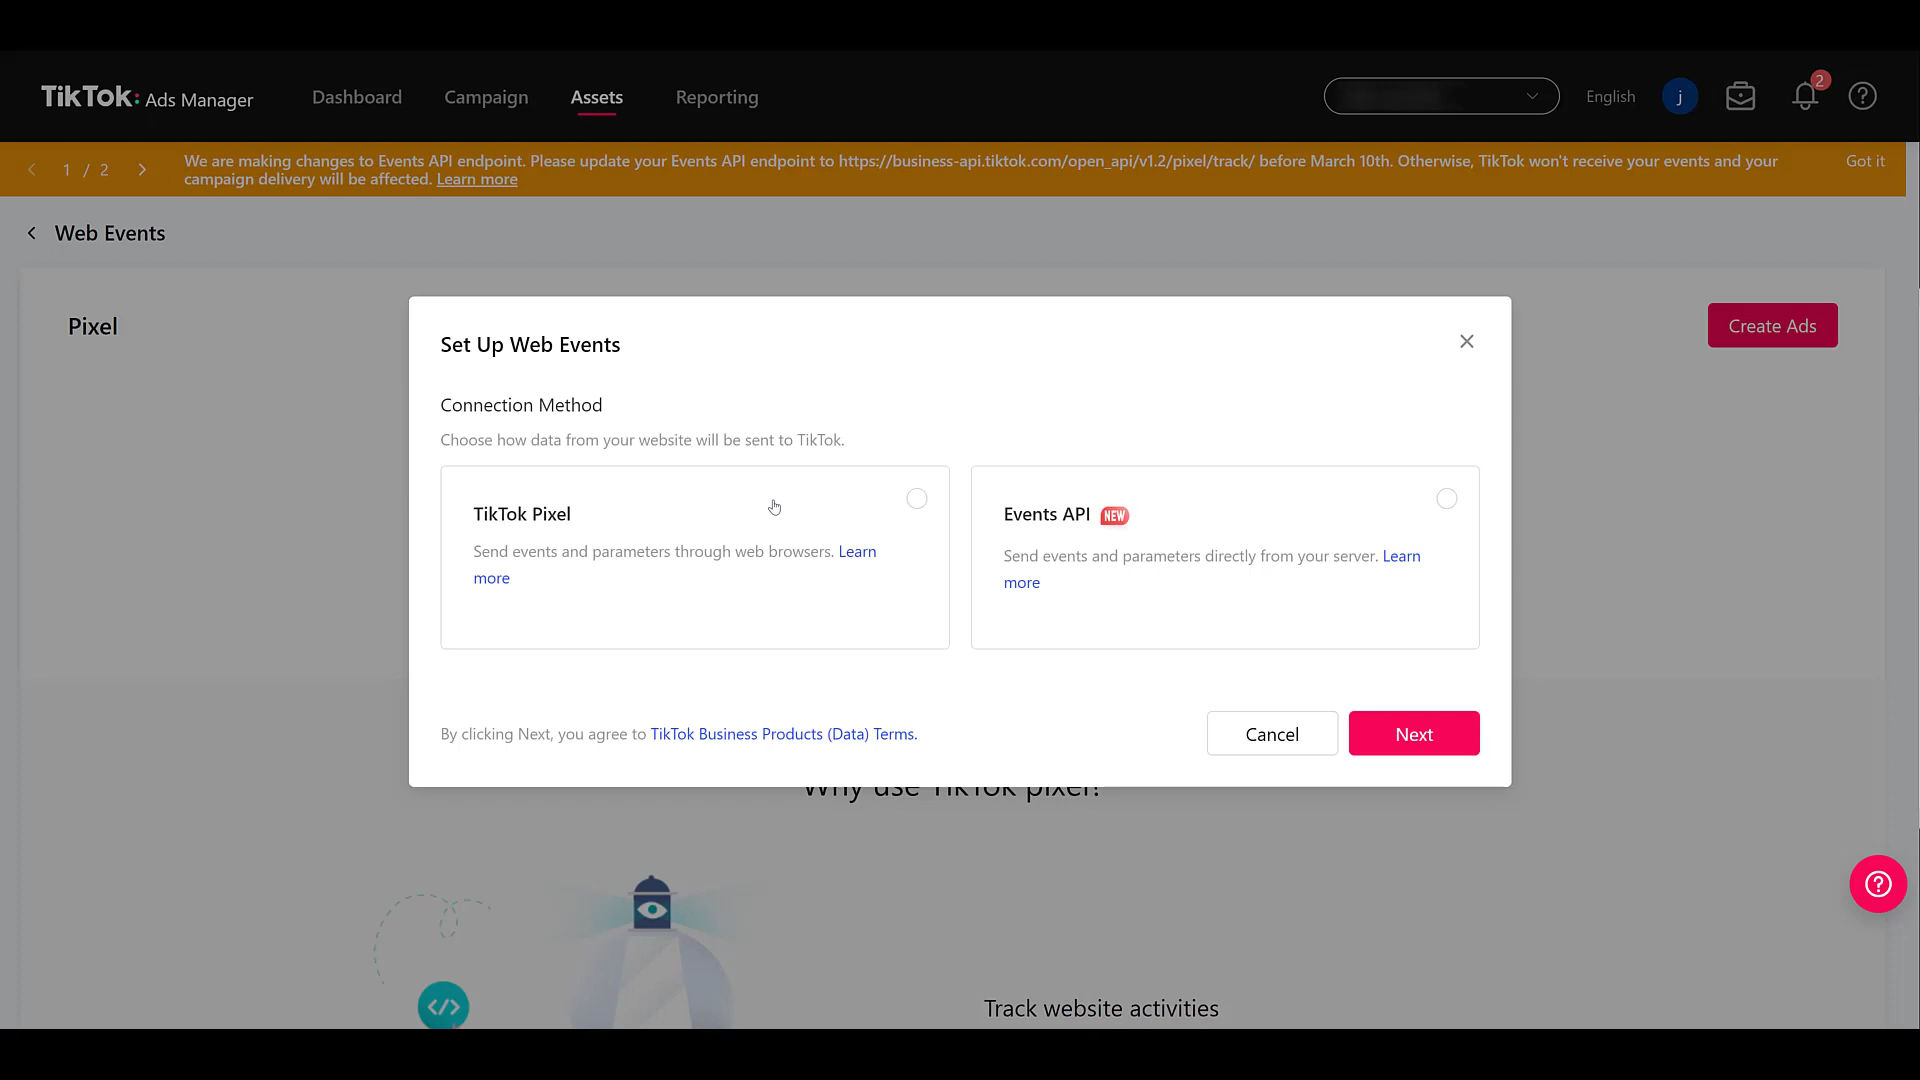 TikTok: Ads Manager
Dashboard
Campaign
Assets
Reporting
English
j
2
1 / 2
We are making changes to Events API endpoint. Please update your Events API endpoint to https://business-api.tiktok.com/open_api/v1.2/pixel/track/ before March 10th. Otherwise, TikTok won't receive your events and your
campaign delivery will be affected. Learn more
Got it
Web Events
Pixel
Create Ads
Set Up Web Events
Connection Method
Choose how data from your website will be sent to TikTok.
TikTok Pixel
Send events and parameters through web browsers. Learn
more
Events API NEW
Send events and parameters directly from your server. Learn
more
By clicking Next, you agree to TikTok Business Products (Data) Terms.
Cancel
Next
Why use TikTok pixel?
Track website activities